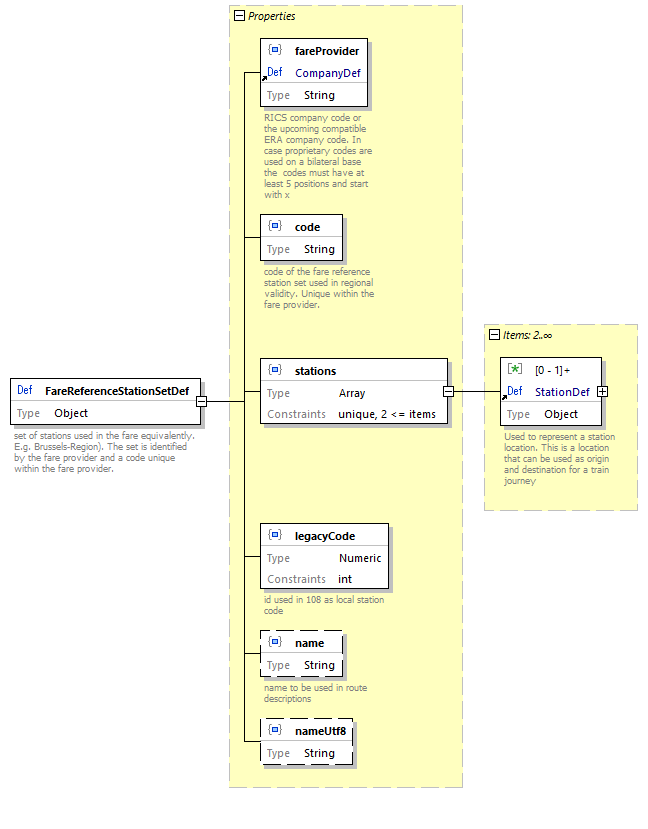 Properties
fareProvider
Def CompanyDef
Type String
RICS company code or
the upcoming compatible
ERA company code. In
case proprietary codes are
used on a bilateral base
the codes must have at
least 5 positions and start
with x
code
Type String
code of the fare reference
station set used in regional
validity. Unique within the
fare provider.
Items: 2..∞
stations
Type Array
Constraints unique, 2 <= items
[0 - 1]+
Def StationDef
Type Object
Def FareReferenceStationSetDef
Type Object
set of stations used in the fare equivalently.
E.g. Brussels-Region). The set is identified
by the fare provider and a code unique
within the fare provider.
Used to represent a station
location. This is a location
that can be used as origin
and destination for a train
journey
legacyCode
Type Numeric
Constraints int
id used in 108 as local station
code
name
Type String
name to be used in route
descriptions
nameUtf8
Type String